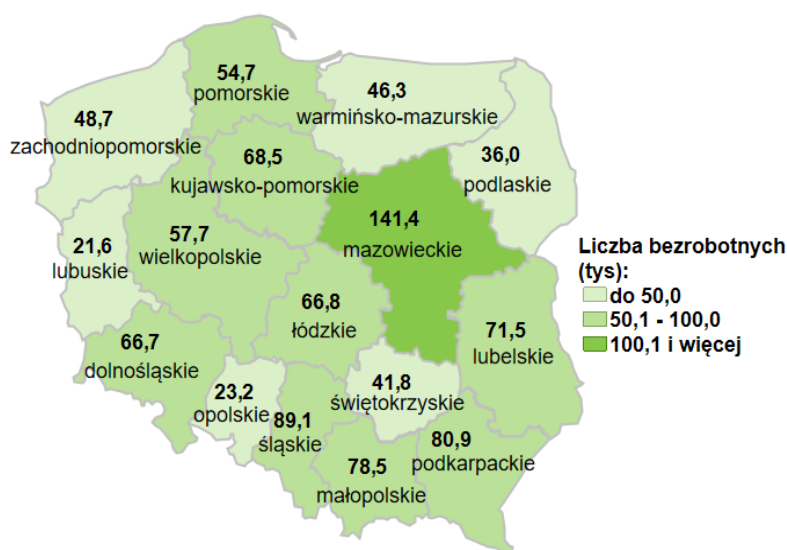 54,7
pomorskie
46,3
warmińsko-mazurskie
48,7
zachodniopomorskie
68,5
kujawsko-pomorskie
36,0
podlaskie
141,4
mazowieckie
21,6
lubuskie
57,7
wielkopolskie
Liczba bezrobotnych
(tys):
do 50,0
50,1 - 100,0
100,1 i więcej
66,8
łódzkie
71,5
lubelskie
66,7
dolnośląskie
23,2
opolskie
89,1
śląskie
41,8
świętokrzyskie
78,5
małopolskie
80,9
podkarpackie